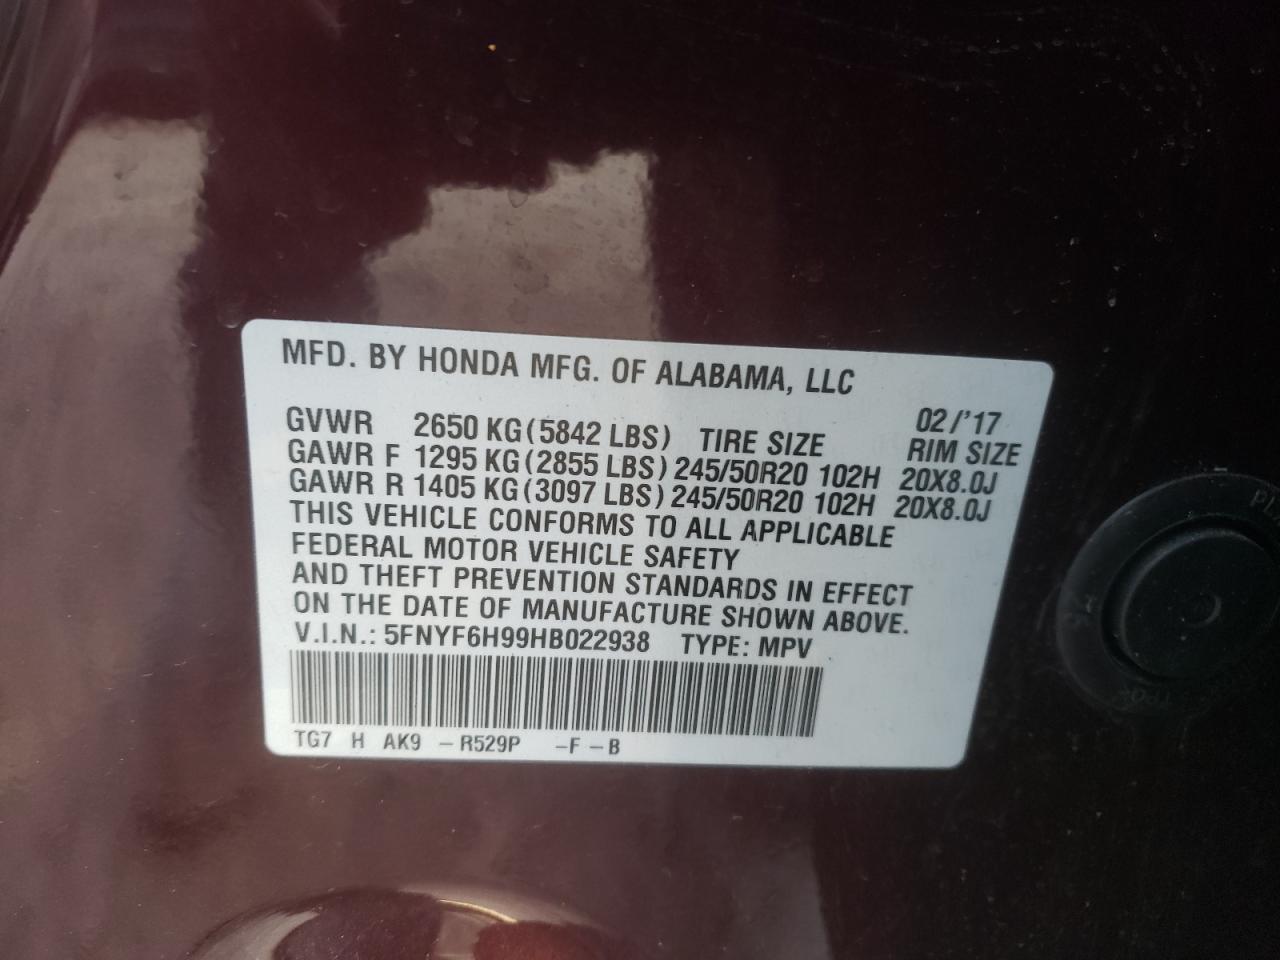 MFD. BY HONDA MFG. OF ALABAMA, LLC
02/'17
GVWR 2650 KG(5842 LBS) TIRE SIZE RIM SIZE
GAWR F 1295 KG(2855 LBS) 245/50R20 102H 20X8.0J
GAWR R 1405 KG(3097 LBS) 245/50R20 102H 20X8.0J
THIS VEHICLE CONFORMS TO ALL APPLICABLE
FEDERAL MOTOR VEHICLE SAFETY
AND THEFT PREVENTION STANDARDS IN EFFECT
ON THE DATE OF MANUFACTURE SHOWN ABOVE.
V.I.N.: 5FNYF6H99HB022938 TYPE: MPV
TG7 H AK9 – R529P – F – B